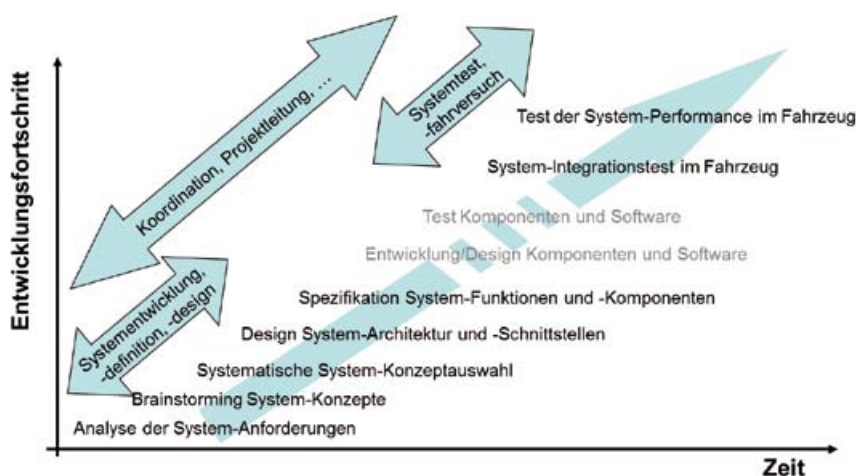 Entwicklungsfortschritt
Koordination, Projektleitung, ...
Systemtest,
-fahrversuch
Test der System-Performance im Fahrzeug
System-Integrationstest im Fahrzeug
Test Komponenten und Software
Entwicklung/Design Komponenten und Software
Systementwicklung,
-definition, -design
Spezifikation System-Funktionen und -Komponenten
Design System-Architektur und -Schnittstellen
Systematische System-Konzeptauswahl
Brainstorming System-Konzepte
Analyse der System-Anforderungen
Zeit